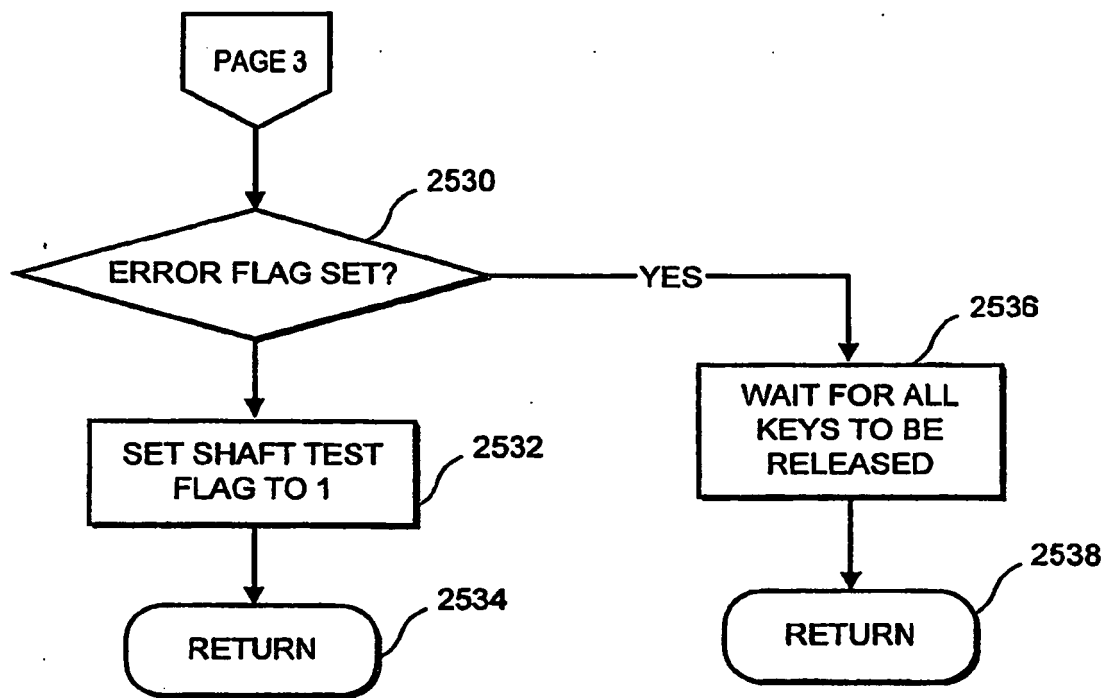 PAGE 3
2530
ERROR FLAG SET?
YES
2536
WAIT FOR ALL
KEYS TO BE
RELEASED
SET SHAFT TEST
FLAG TO 1
2532
2538
RETURN
2534
RETURN